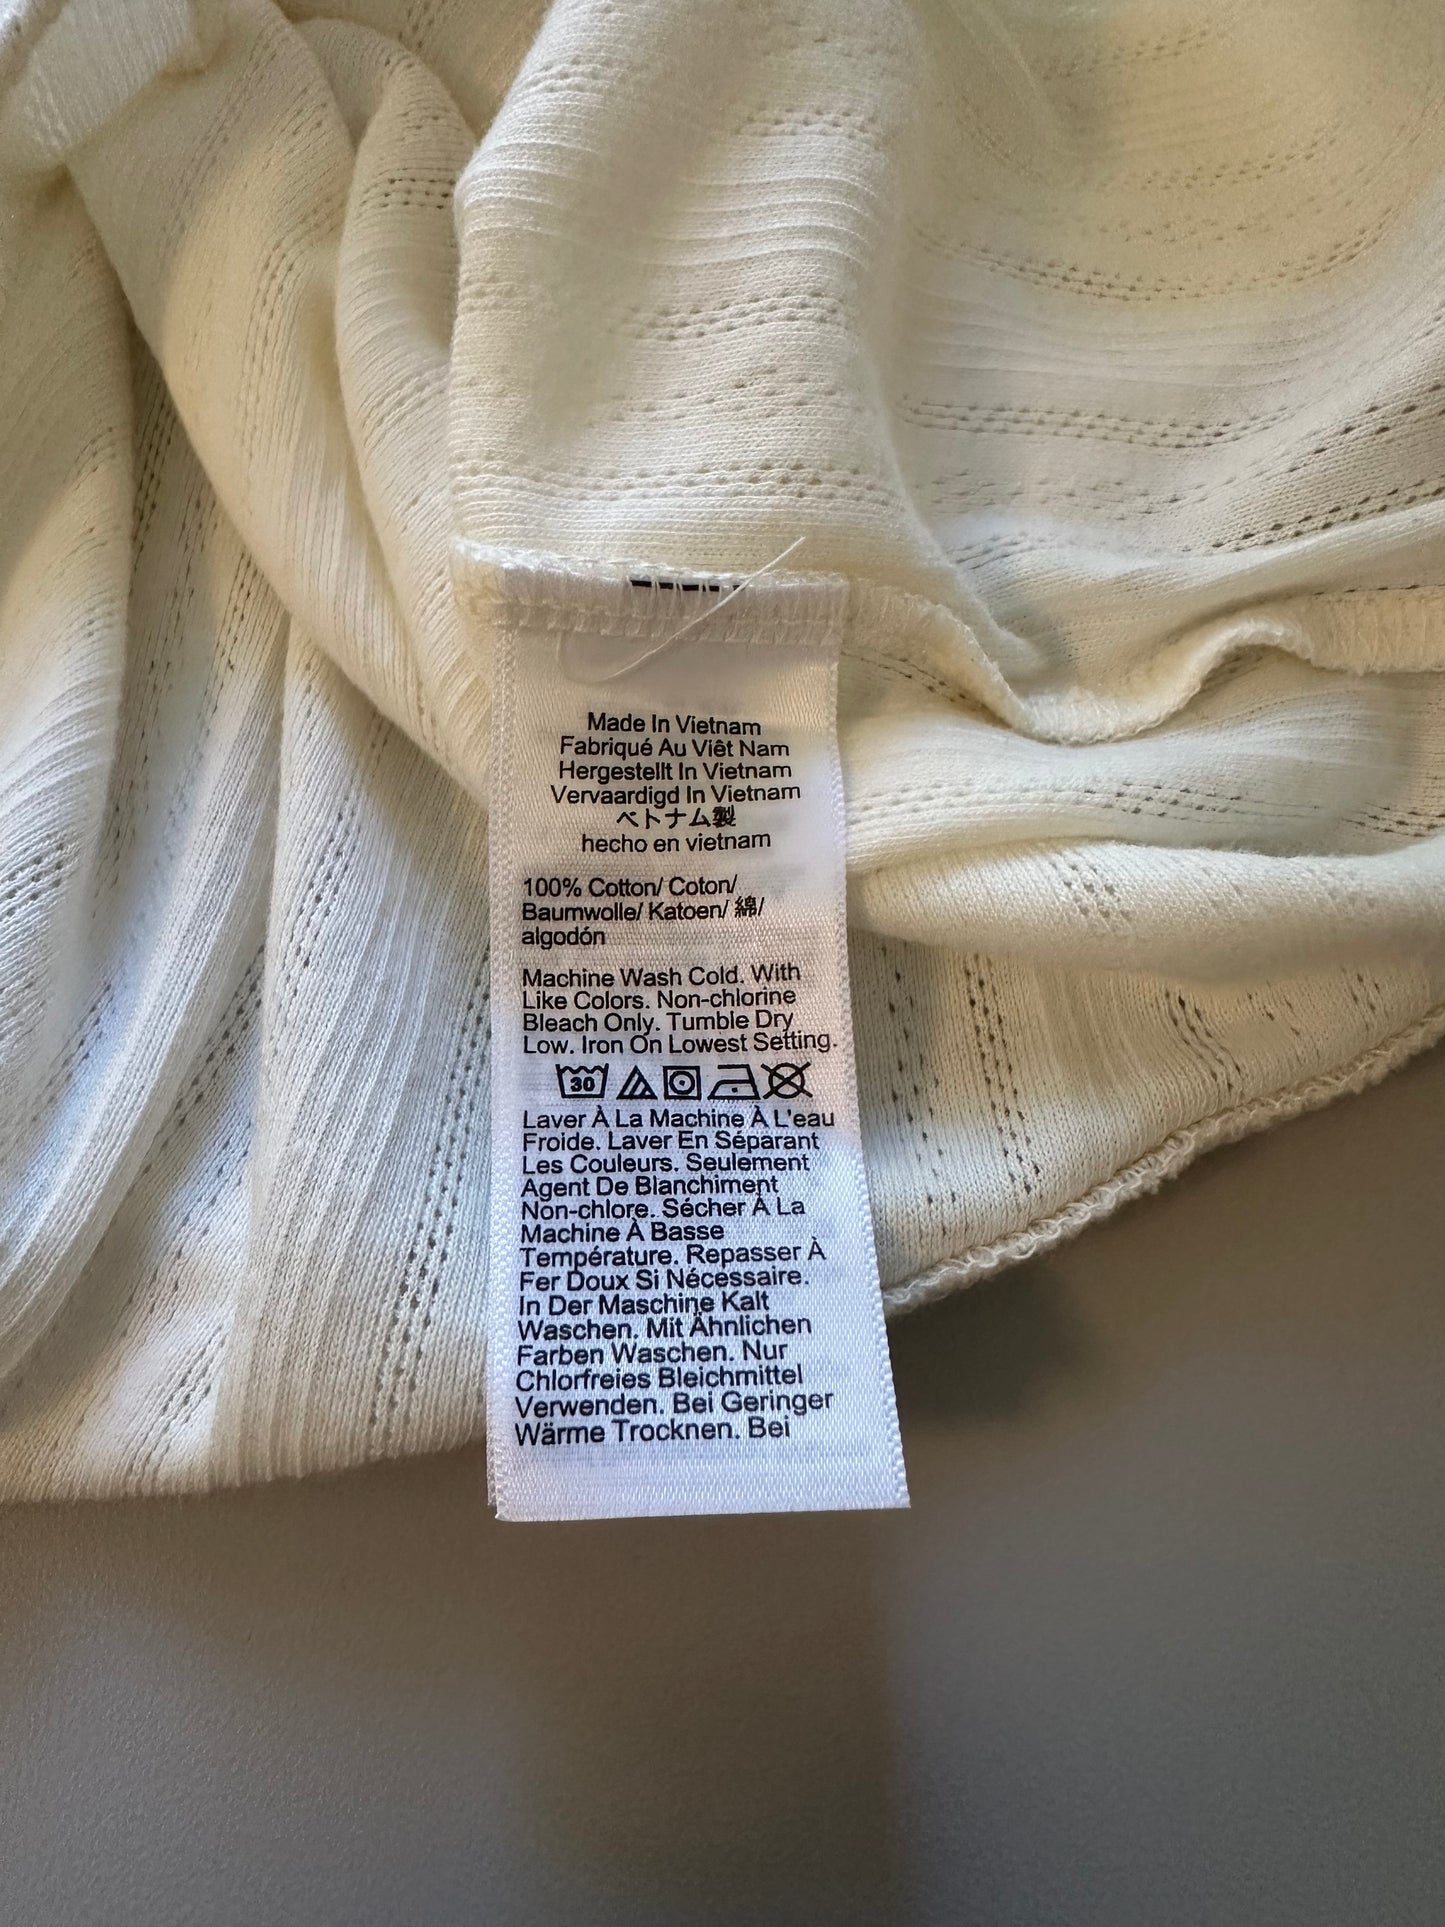 Made In Vietnam
Fabriqué Au Viêt Nam
Hergestellt In Vietnam
Vervaardigd In Vietnam
ベトナム製
hecho en vietnam
100% Cotton/ Coton/
Baumwolle/ Katoen/ 綿/
algodón
Machine Wash Cold. With
Like Colors. Non-chlorine
Bleach Only. Tumble Dry
Low. Iron On Lowest Setting.
30
Laver À La Machine À L'eau
Froide. Laver En Séparant
Les Couleurs. Seulement
Agent De Blanchiment
Non-chlore. Sécher À La
Machine À Basse
Température. Repasser À
Fer Doux Si Nécessaire.
In Der Maschine Kalt
Waschen. Mit Ähnlichen
Farben Waschen. Nur
Chlorfreies Bleichmittel
Verwenden. Bei Geringer
Wärme Trocknen. Bei